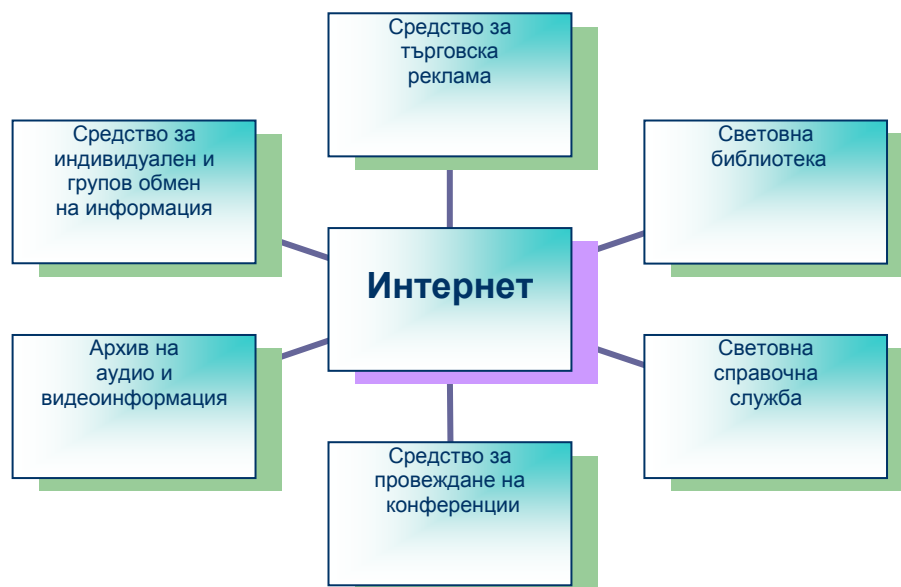 Средство за
търговска
реклама
Средство за
индивидуален и
групов обмен
на информация
Световна
библиотека
Интернет
Архив на
аудио и
видеоинформация
Световна
справочна
служба
Средство за
провеждане на
конференции